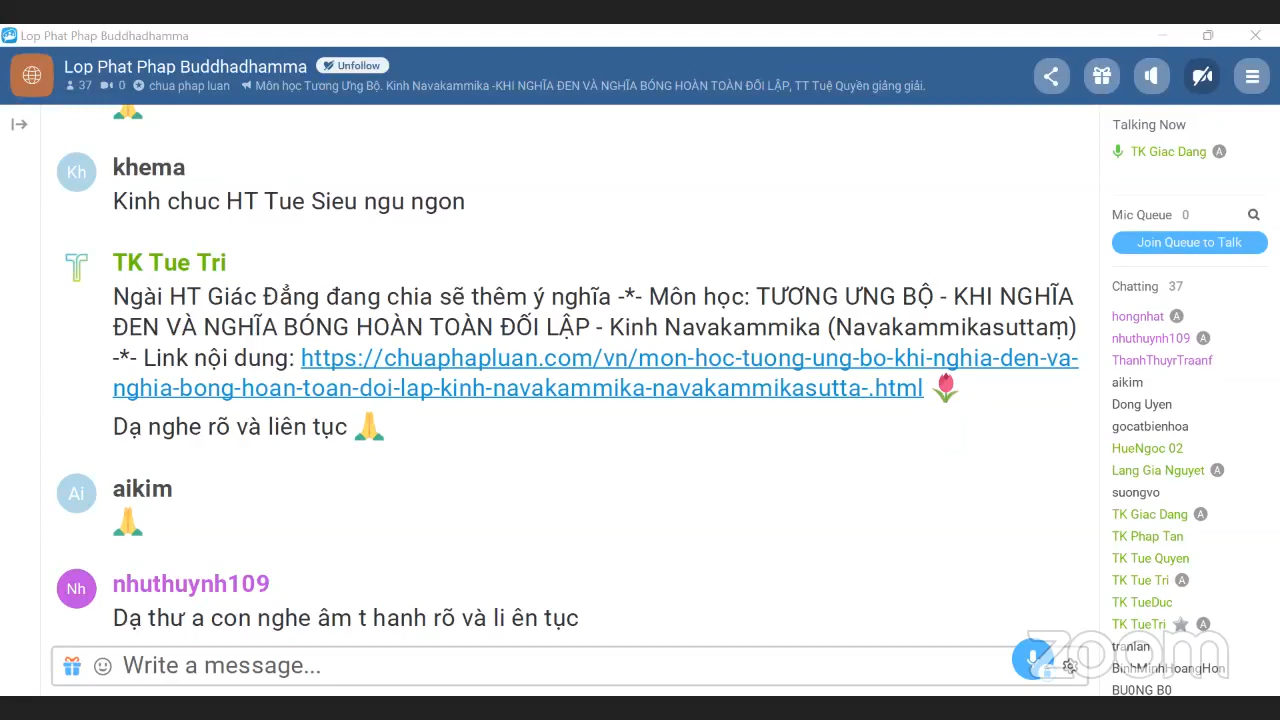 Lop Phat Phap Buddhadhamma
Lop Phat Phap Buddhadhamma Unfollow
37 0 chua phap luan Môn học Tương Ưng Bộ. Kinh Navakammika -KHI NGHĨA ĐEN VÀ NGHĨA BÓNG HOÀN TOÀN ĐỐI LẬP, TT Tuệ Quyền giảng giải.
Kh
khema
Kinh chuc HT Tue Sieu ngu ngon
TK Tue Tri
Ngài HT Giác Đẳng đang chia sẽ thêm ý nghĩa -*- Môn học: TƯƠNG ƯNG BỘ - KHI NGHĨA
ĐEN VÀ NGHĨA BÓNG HOÀN TOÀN ĐỐI LẬP - Kinh Navakammika (Navakammikasuttaṃ)
-*- Link nội dung: https://chuaphapluan.com/vn/mon-hoc-tuong-ung-bo-khi-nghia-den-va-
nghia-bong-hoan-toan-doi-lap-kinh-navakammika-navakammikasutta-.html
Dạ nghe rõ và liên tục
Ai
aikim
Nh
nhuthuynh109
Dạ thư a con nghe âm t hanh rõ và li ên tục
Write a message...
Talking Now
TK Giac Dang A
Mic Queue 0
Join Queue to Talk
Chatting 37
hongnhat A
nhuthuynh109 A
ThanhThuyrTraanf
aikim
Dong Uyen
gocatbienhoa
HueNgoc 02
Lang Gia Nguyet A
suongvo
TK Giac Dang A
TK Phap Tan
TK Tue Quyen
TK Tue Tri A
TK TueDuc
TK TueTri A
tranlan
BinhMinhHoangHon
BU0NG B0
zoom